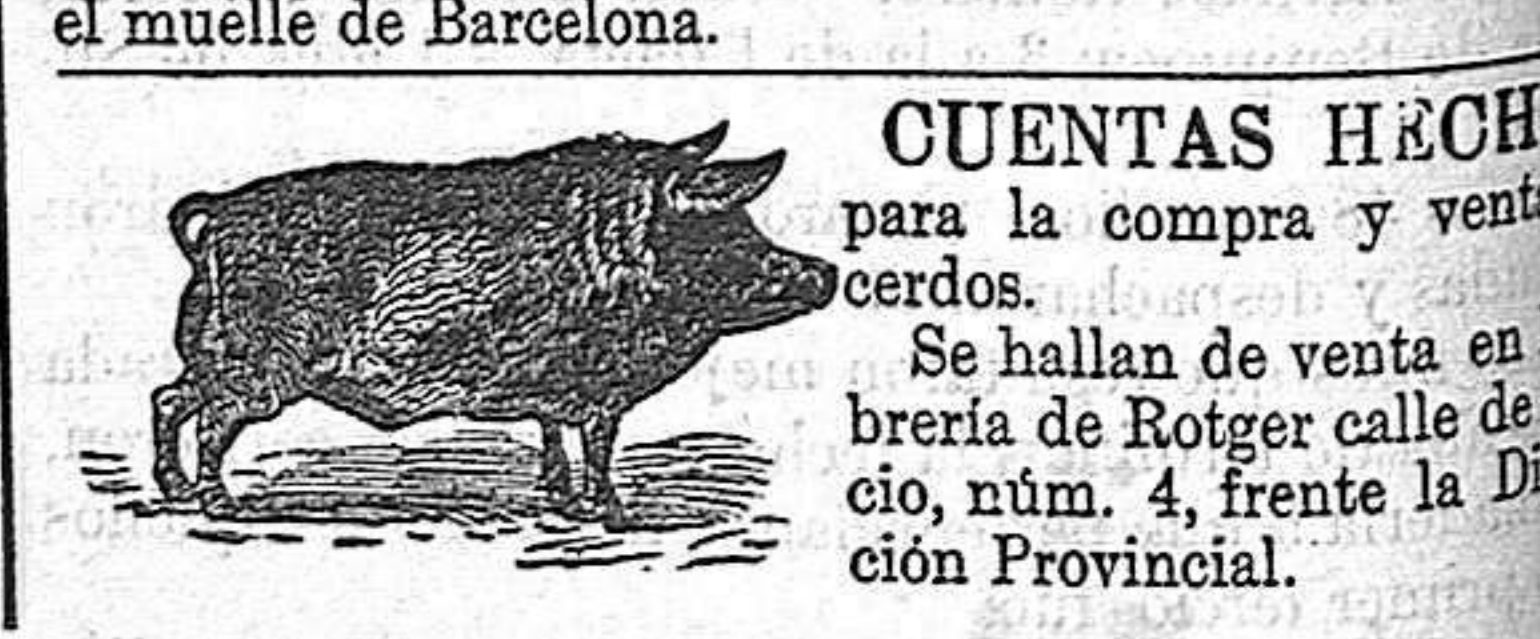 el muelle de Barcelona.
CUENTAS HECH
para la compra y vent
cerdos.
Se hallan de venta en
brería de Rotger calle de
cio, núm. 4, frente la Di
ción Provincial.